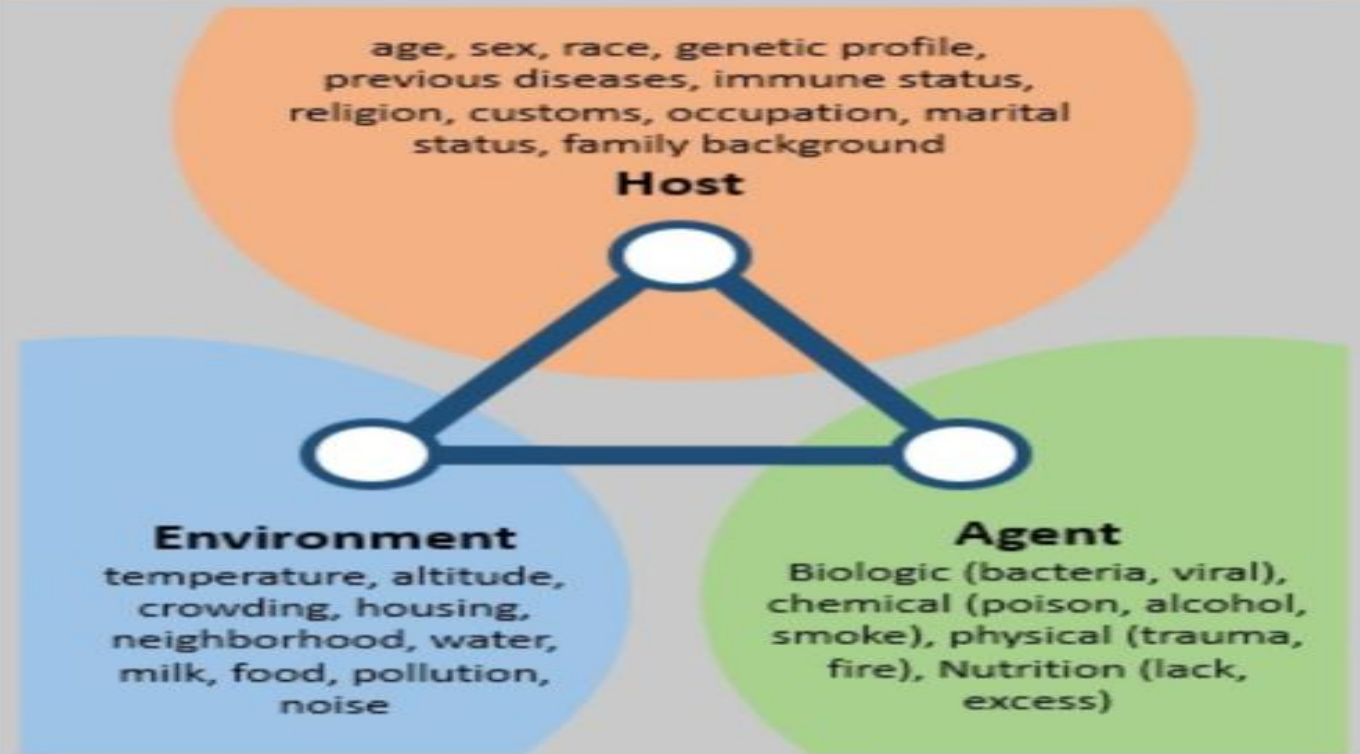 age, sex, race, genetic profile,
previous diseases, immune status,
religion, customs, occupation, marital
status, family background
Host
Environment
temperature, altitude,
crowding, housing,
neighborhood, water,
milk, food, pollution,
noise
Agent
Biologic (bacteria, viral),
chemical (poison, alcohol,
smoke), physical (trauma,
fire), Nutrition (lack,
excess)